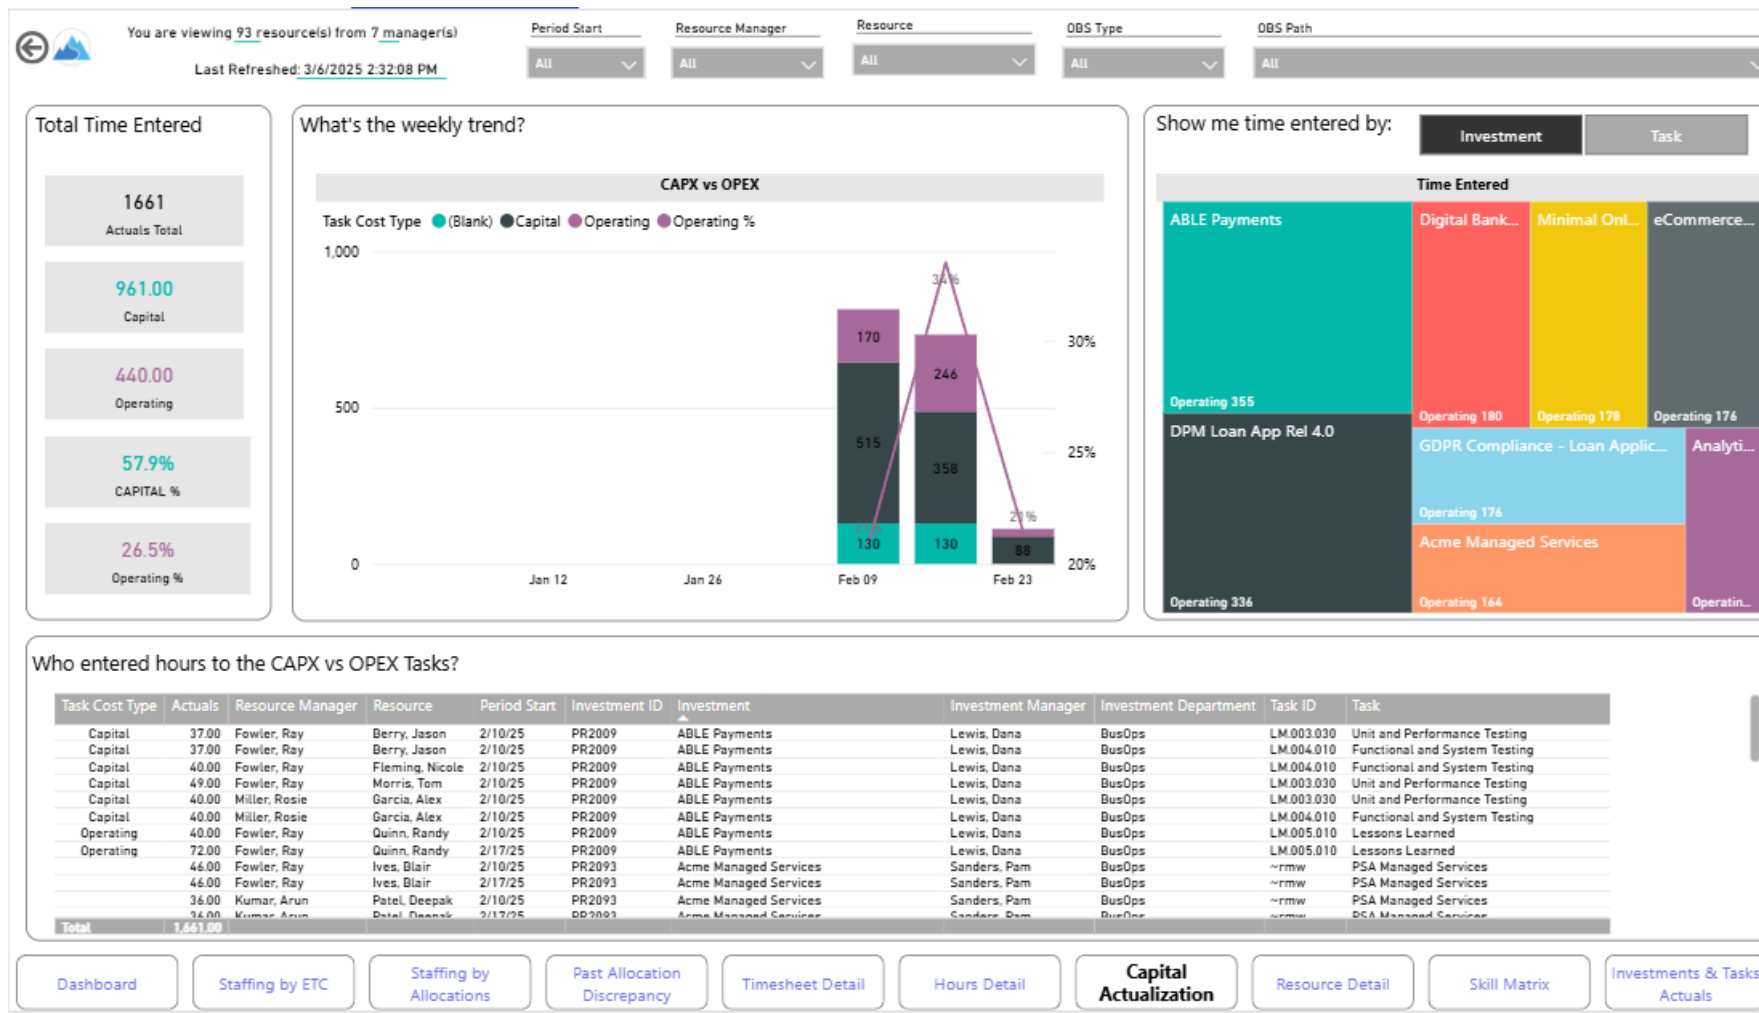 You are viewing 93 resource(s) from 7 manager(s)
Last Refreshed: 3/6/2025 2:32:08 PM
Period Start
All
Resource Manager
All
Resource
All
OBS Type
All
OBS Path
All
Total Time Entered
1661
Actuals Total
961.00
Capital
440.00
Operating
57.9%
CAPITAL %
26.5%
Operating %
What's the weekly trend?
CAPX vs OPEX
Task Cost Type (Blank) Capital Operating Operating %
1,000
500
0
34%
30%
25%
20%
170
515
130
246
358
130
21%
88
Jan 12 Jan 26 Feb 09 Feb 23
Show me time entered by:
Investment
Task
Time Entered
ABLE Payments
Operating 355
DPM Loan App Rel 4.0
Operating 336
Digital Bank...
Operating 180
Minimal Onl...
Operating 178
eCommerce...
Operating 176
GDPR Compliance - Loan Applic...
Operating 176
Acme Managed Services
Operating 164
Analyti...
Operatin...
Who entered hours to the CAPX vs OPEX Tasks?
Task Cost Type Actuals Resource Manager Resource Period Start Investment ID Investment Investment Manager Investment Department Task ID Task
Capital 37.00 Fowler, Ray Berry, Jason 2/10/25 PR2009 ABLE Payments Lewis, Dana BusOps LM.003.030 Unit and Performance Testing
Capital 37.00 Fowler, Ray Berry, Jason 2/10/25 PR2009 ABLE Payments Lewis, Dana BusOps LM.004.010 Functional and System Testing
Capital 40.00 Fowler, Ray Fleming, Nicole 2/10/25 PR2009 ABLE Payments Lewis, Dana BusOps LM.004.010 Functional and System Testing
Capital 49.00 Fowler, Ray Morris, Tom 2/10/25 PR2009 ABLE Payments Lewis, Dana BusOps LM.003.030 Unit and Performance Testing
Capital 40.00 Miller, Rosie Garcia, Alex 2/10/25 PR2009 ABLE Payments Lewis, Dana BusOps LM.003.030 Unit and Performance Testing
Capital 40.00 Miller, Rosie Garcia, Alex 2/10/25 PR2009 ABLE Payments Lewis, Dana BusOps LM.004.010 Functional and System Testing
Operating 40.00 Fowler, Ray Quinn, Randy 2/10/25 PR2009 ABLE Payments Lewis, Dana BusOps LM.005.010 Lessons Learned
Operating 72.00 Fowler, Ray Quinn, Randy 2/17/25 PR2009 ABLE Payments Lewis, Dana BusOps LM.005.010 Lessons Learned
46.00 Fowler, Ray Ives, Blair 2/10/25 PR2093 Acme Managed Services Sanders, Pam BusOps ~rmw PSA Managed Services
46.00 Fowler, Ray Ives, Blair 2/17/25 PR2093 Acme Managed Services Sanders, Pam BusOps ~rmw PSA Managed Services
36.00 Kumar, Arun Patel, Deepak 2/10/25 PR2093 Acme Managed Services Sanders, Pam BusOps ~rmw PSA Managed Services
36.00 Kumar, Arun Patel, Deepak 2/17/25 PR2093 Acme Managed Services Sanders, Pam BusOps ~rmw PSA Managed Services
Total 1,661.00
Dashboard
Staffing by ETC
Staffing by
Allocations
Past Allocation
Discrepancy
Timesheet Detail
Hours Detail
Capital
Actualization
Resource Detail
Skill Matrix
Investments & Tasks
Actuals